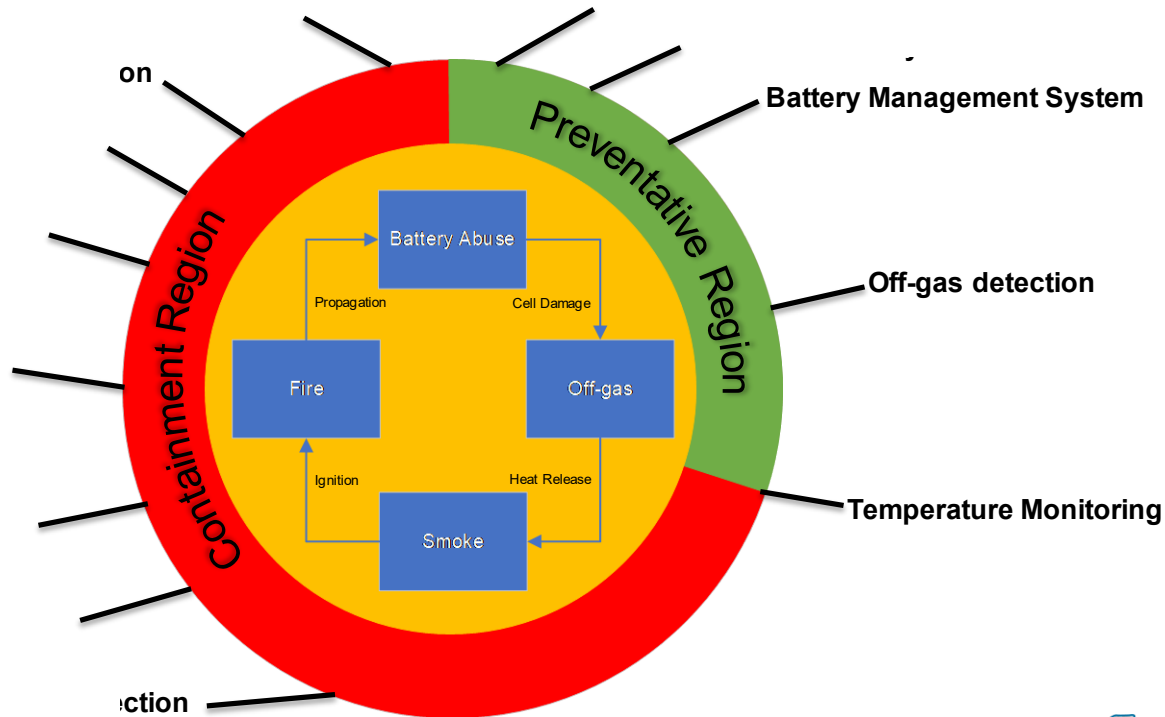 on
Battery Management System
Preventative Region
Off-gas detection
Containment Region
Battery Abuse
Propagation
Cell Damage
Fire
Off-gas
Ignition
Heat Release
Temperature Monitoring
Smoke
ction